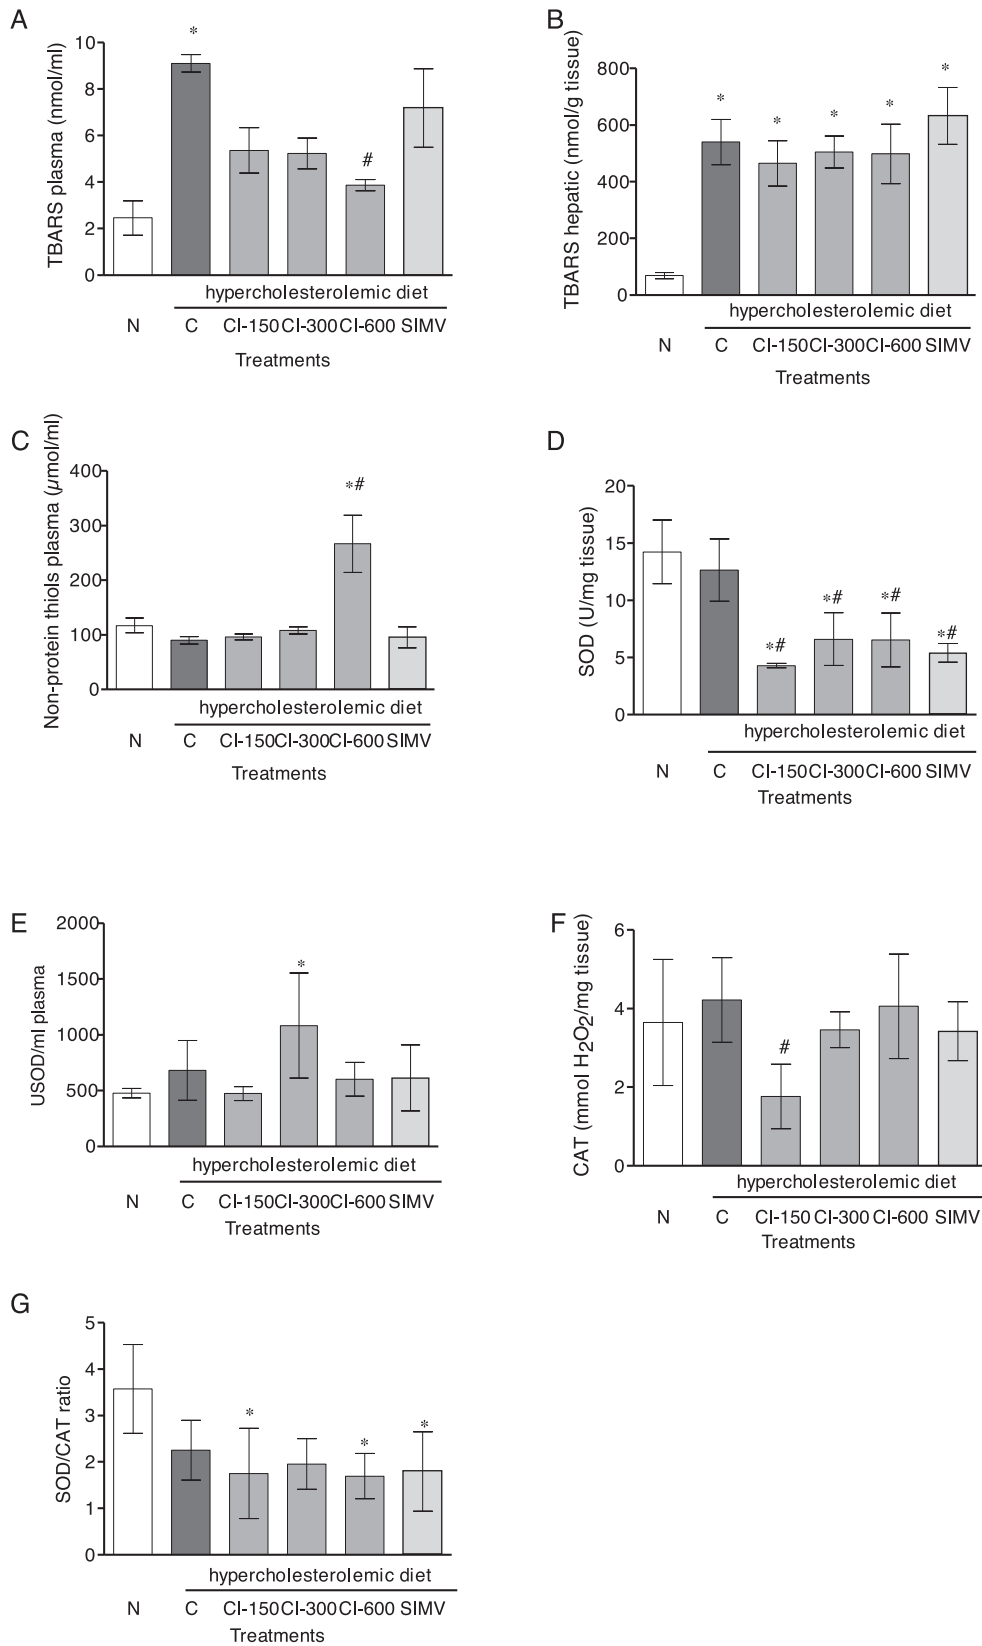 A
TBARS plasma (nmol/ml)
10
8
6
4
2
0
*
#
hypercholesterolemic diet
N C CI-150 CI-300 CI-600 SIMV
Treatments
B
TBARS hepatic (nmol/g tissue)
800
600
400
200
0
* * * * *
hypercholesterolemic diet
N C CI-150 CI-300 CI-600 SIMV
Treatments
C
Non-protein thiols plasma (µmol/ml)
400
300
200
100
0
*#
hypercholesterolemic diet
N C CI-150 CI-300 CI-600 SIMV
Treatments
D
SOD (U/mg tissue)
20
15
10
5
0
*# *# *# *#
hypercholesterolemic diet
N C CI-150 CI-300 CI-600 SIMV
Treatments
E
USOD/ml plasma
2000
1500
1000
500
0
*
hypercholesterolemic diet
N C CI-150 CI-300 CI-600 SIMV
Treatments
F
CAT (mmol H₂O₂/mg tissue)
6
4
2
0
#
hypercholesterolemic diet
N C CI-150 CI-300 CI-600 SIMV
Treatments
G
SOD/CAT ratio
5
4
3
2
1
0
* * *
hypercholesterolemic diet
N C CI-150 CI-300 CI-600 SIMV
Treatments